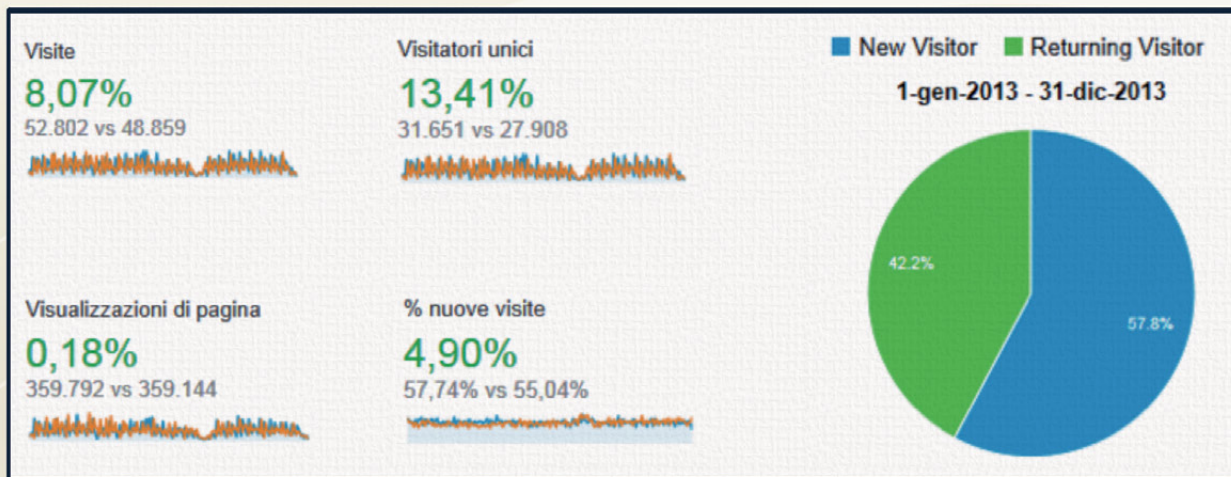 Visite
8,07%
52.802 vs 48.859
Visitatori unici
13,41%
31.651 vs 27.908
Visualizzazioni di pagina
0,18%
359.792 vs 359.144
% nuove visite
4,90%
57,74% vs 55,04%
New Visitor
Returning Visitor
1-gen-2013 - 31-dic-2013
42.2%
57.8%